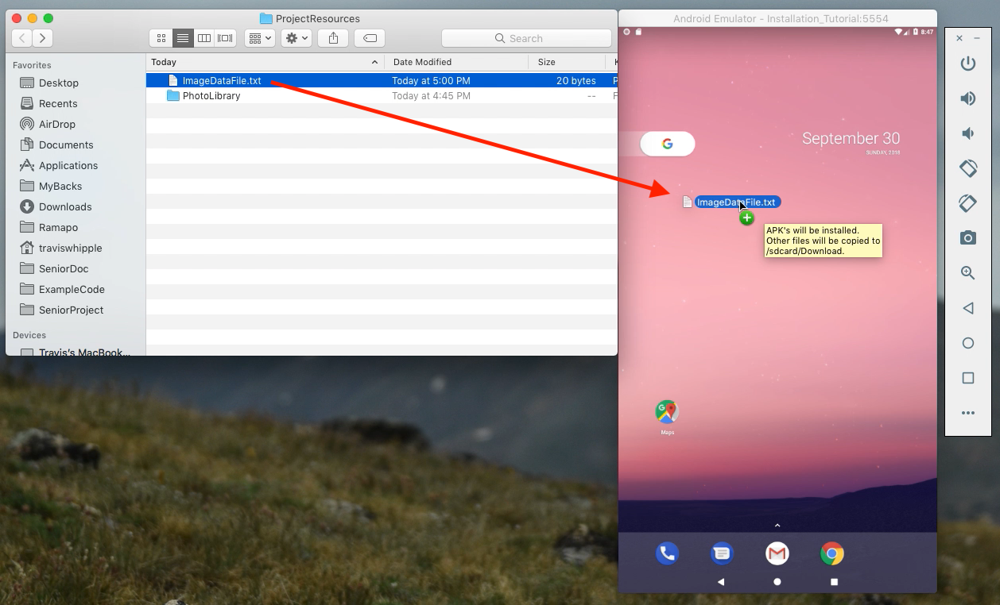 ProjectResources
Search
Favorites
Desktop
Recents
AirDrop
Documents
Applications
MyBacks
Downloads
Ramapo
traviswhipple
SeniorDoc
ExampleCode
SeniorProject
Devices
Travis's MacBook...
Today Date Modified Size
ImageDataFile.txt Today at 5:00 PM 20 bytes
PhotoLibrary Today at 4:45 PM --
Android Emulator - Installation_Tutorial:5554
8:47
G
September 30
SUNDAY, 2018
ImageDataFile.txt
APK's will be installed.
Other files will be copied to
/sdcard/Download.
Maps